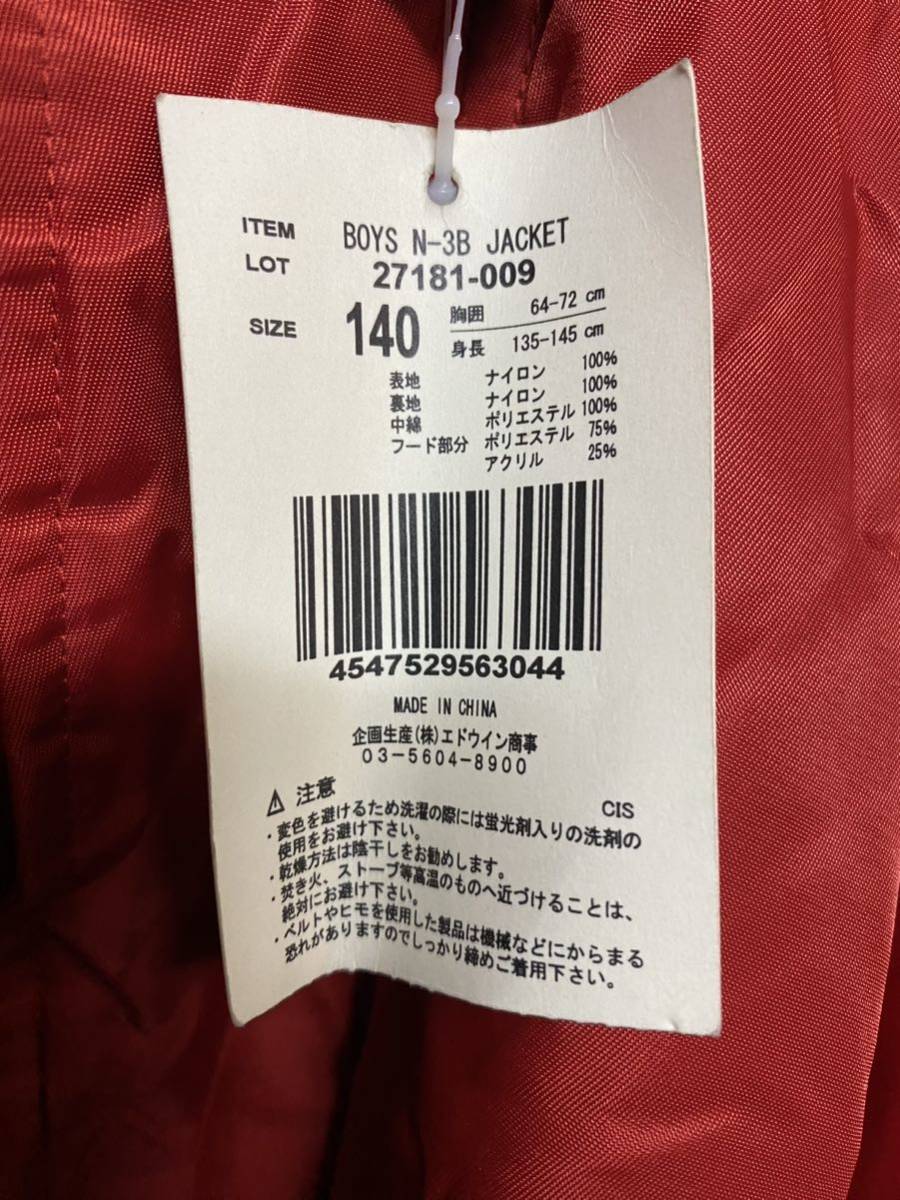 ITEM BOYS N-3B JACKET
LOT 27181-009
SIZE 140 胸囲 64-72 cm
身長 135-145 cm
表地 ナイロン 100%
裏地 ナイロン 100%
中綿 ポリエステル 100%
フード部分 ポリエステル 75%
アクリル 25%
4547529563044
MADE IN CHINA
企画生産(株)エドウイン商事
03-5604-8900
⚠ 注意 CIS
・変色を避けるため洗濯の際には蛍光剤入りの洗剤の
使用をお避け下さい。
・乾燥方法は陰干しをお勧めします。
・焚き火、ストーブ等高温のものへ近づけることは、
絶対にお避け下さい。
・ベルトやヒモを使用した製品は機械などにからまる
恐れがありますのでしっかり締めご着用下さい。